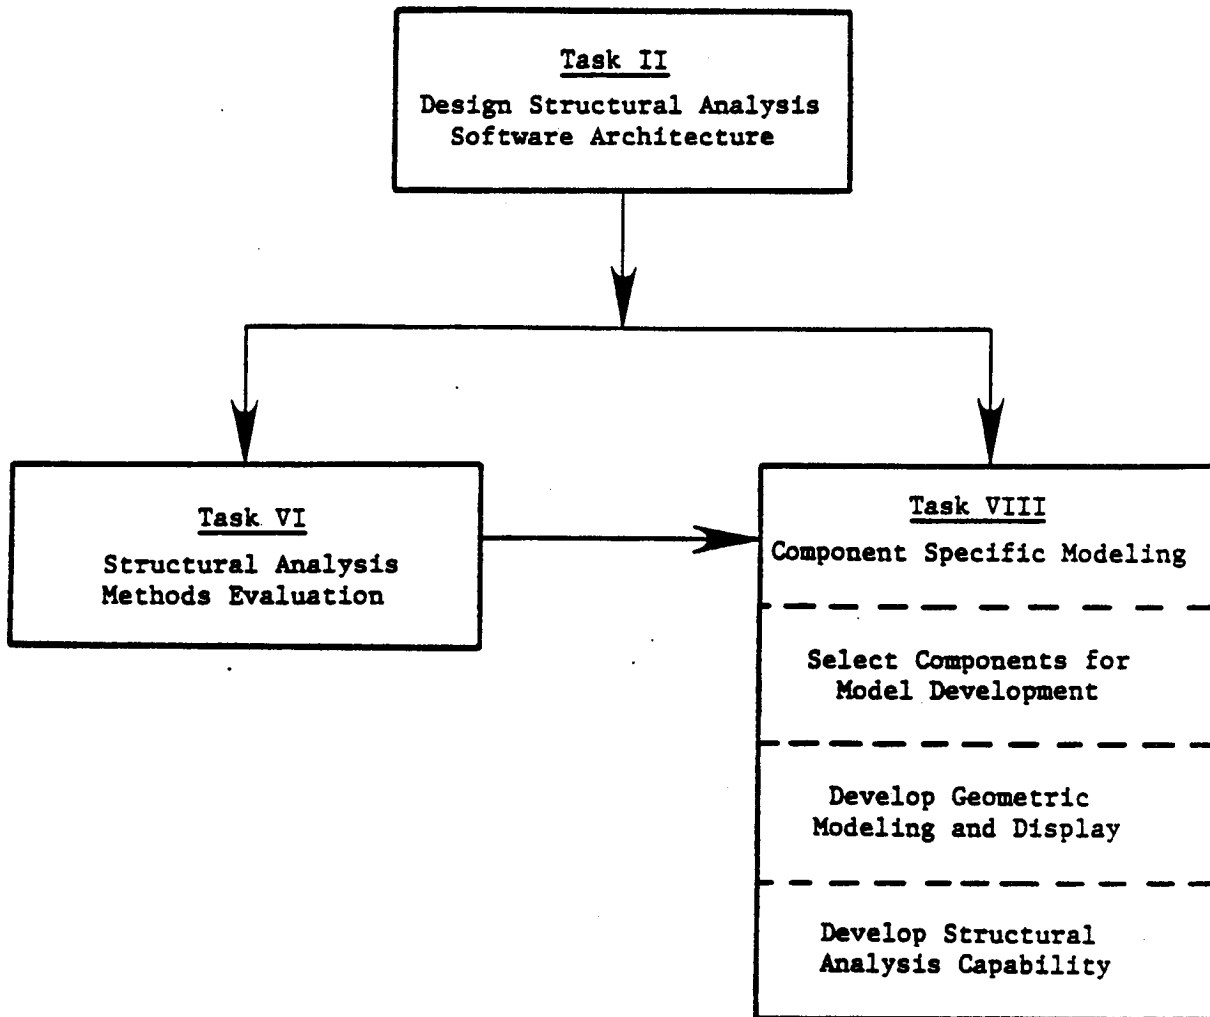 Task II
Design Structural Analysis
Software Architecture
Task VI
Structural Analysis
Methods Evaluation
Task VIII
Component Specific Modeling
Select Components for
Model Development
Develop Geometric
Modeling and Display
Develop Structural
Analysis Capability